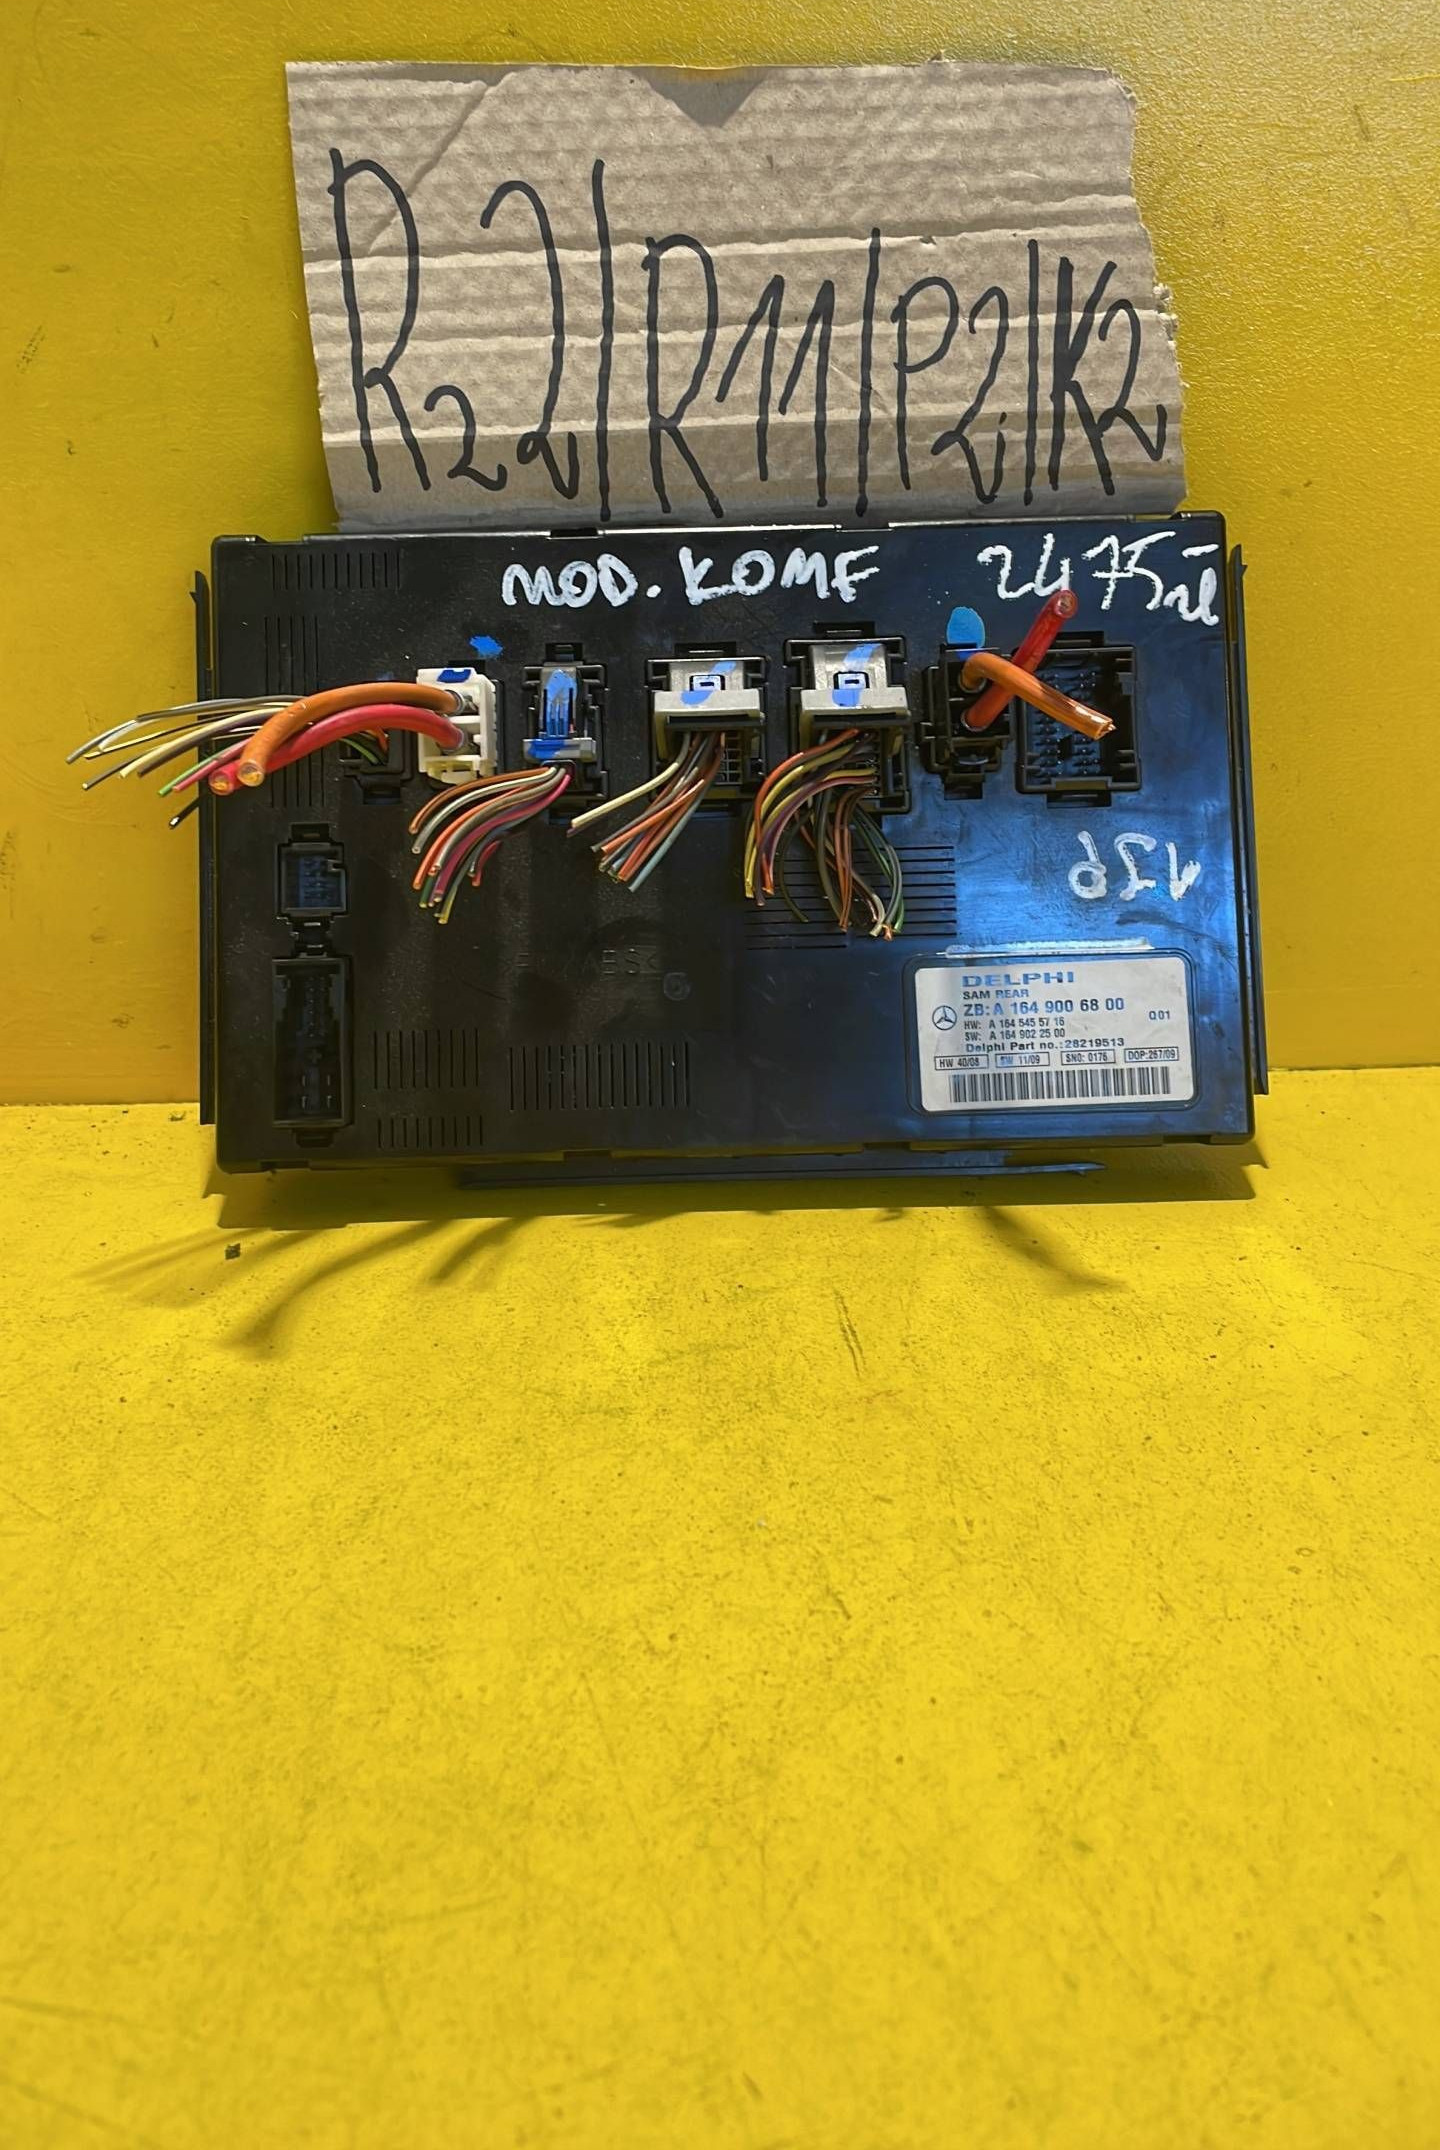 R22/R11/P2;/K2
MOD. KOMF 2475
DELPHI
SAM REAR
ZB: A 164 900 68 00
HW: A 164 545 57 16 Q01
SW: A 164 902 25 00
Delphi Part no.: 28219513
HW 40/08 SW 11/09 SNO: 0176 DOP:267/09